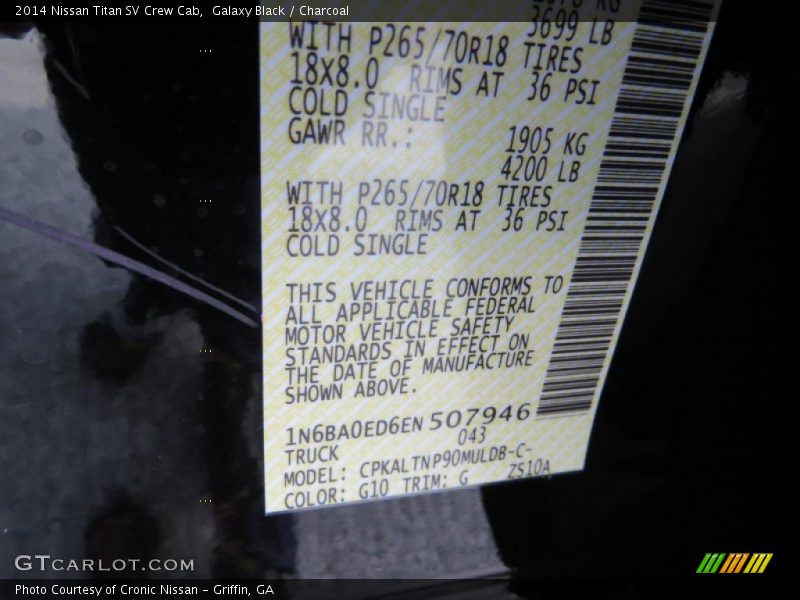 2014 Nissan Titan SV Crew Cab,  Galaxy Black / Charcoal
3699 LB
WITH P265/70R18 TIRES
18X8.0 RIMS AT 36 PSI
COLD SINGLE
GAWR RR.:
1905 KG
4200 LB
WITH P265/70R18 TIRES
18X8.0 RIMS AT 36 PSI
COLD SINGLE
THIS VEHICLE CONFORMS TO
ALL APPLICABLE FEDERAL
MOTOR VEHICLE SAFETY
STANDARDS IN EFFECT ON
THE DATE OF MANUFACTURE
SHOWN ABOVE.
1N6BA0ED6EN 507946
TRUCK 043
MODEL: CPKALTNP90MULDB-C-
COLOR: G10 TRIM: G ZS10A
GTCARLOT.COM
Photo Courtesy of Cronic Nissan – Griffin, GA